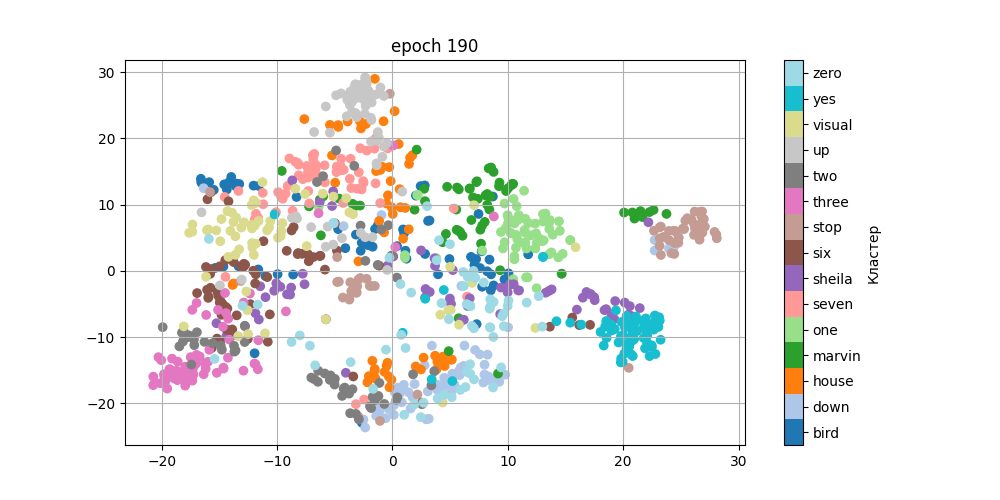 epoch 190
30
20
10
0
−10
−20
−20
−10
0
10
20
30
zero
yes
visual
up
two
three
stop
six
sheila
seven
one
marvin
house
down
bird
Кластер